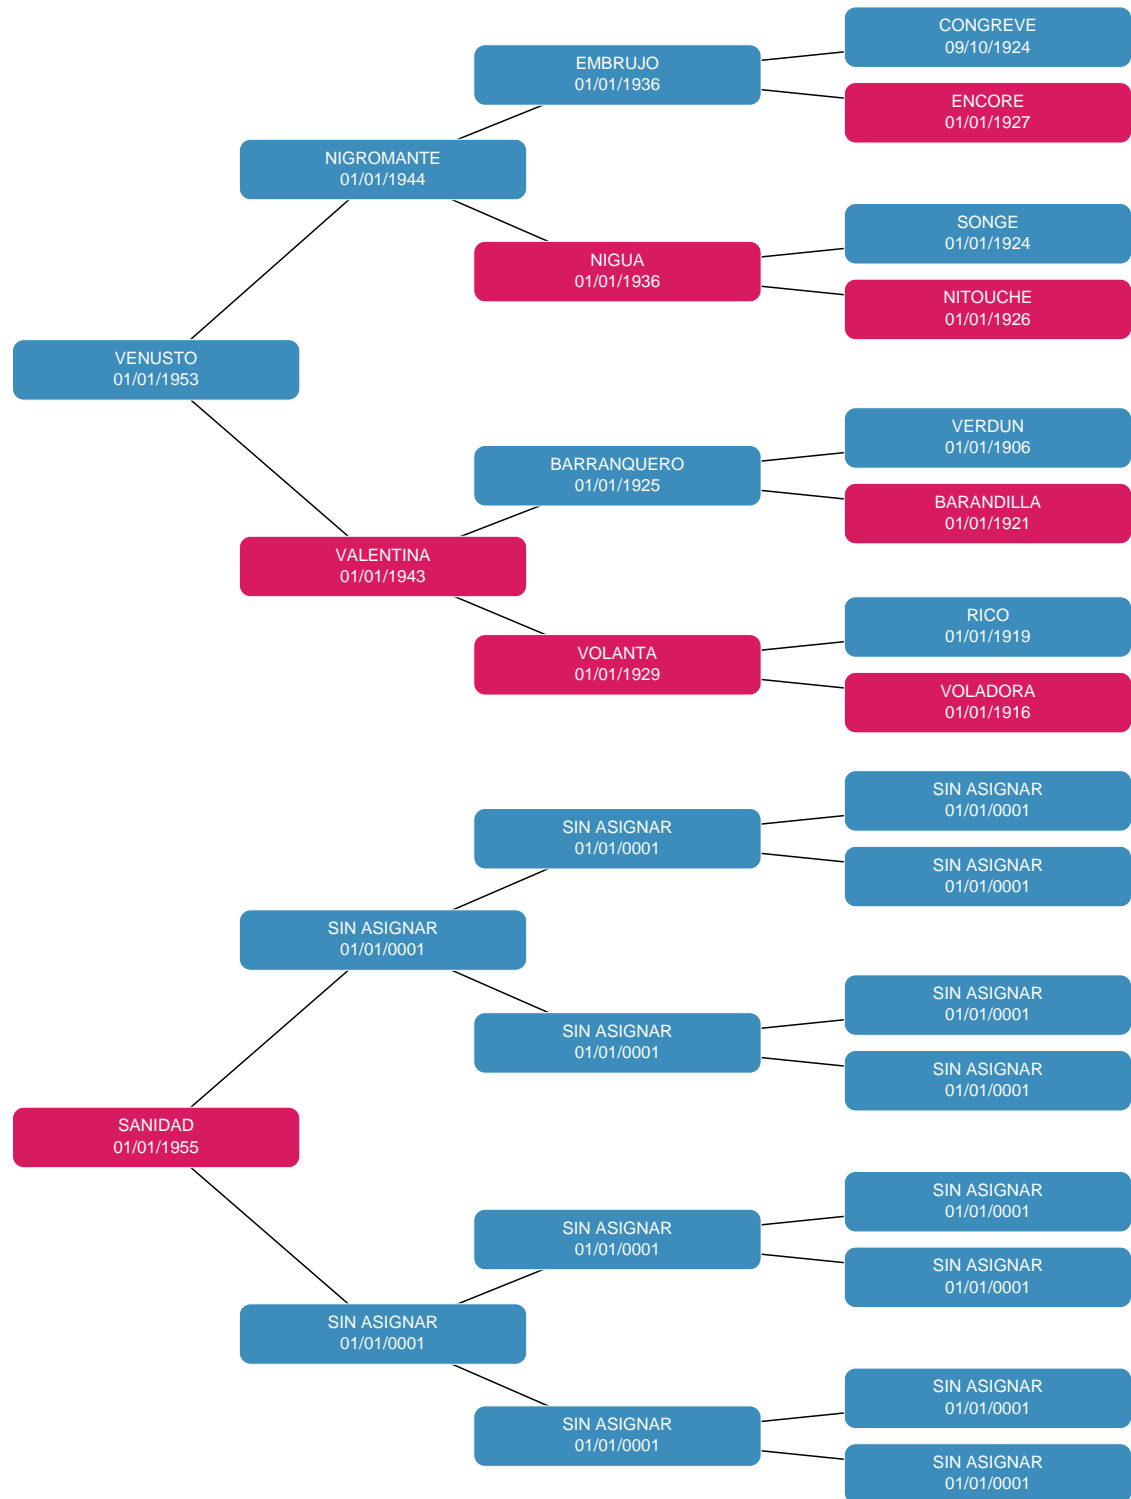 CONGREVE
09/10/1924
EMBRUJO
01/01/1936
ENCORE
01/01/1927
NIGROMANTE
01/01/1944
SONGE
01/01/1924
NIGUA
01/01/1936
NITOUCHE
01/01/1926
VENUSTO
01/01/1953
VERDUN
01/01/1906
BARRANQUERO
01/01/1925
BARANDILLA
01/01/1921
VALENTINA
01/01/1943
RICO
01/01/1919
VOLANTA
01/01/1929
VOLADORA
01/01/1916
SIN ASIGNAR
01/01/0001
SIN ASIGNAR
01/01/0001
SIN ASIGNAR
01/01/0001
SIN ASIGNAR
01/01/0001
SIN ASIGNAR
01/01/0001
SIN ASIGNAR
01/01/0001
SIN ASIGNAR
01/01/0001
SANIDAD
01/01/1955
SIN ASIGNAR
01/01/0001
SIN ASIGNAR
01/01/0001
SIN ASIGNAR
01/01/0001
SIN ASIGNAR
01/01/0001
SIN ASIGNAR
01/01/0001
SIN ASIGNAR
01/01/0001
SIN ASIGNAR
01/01/0001